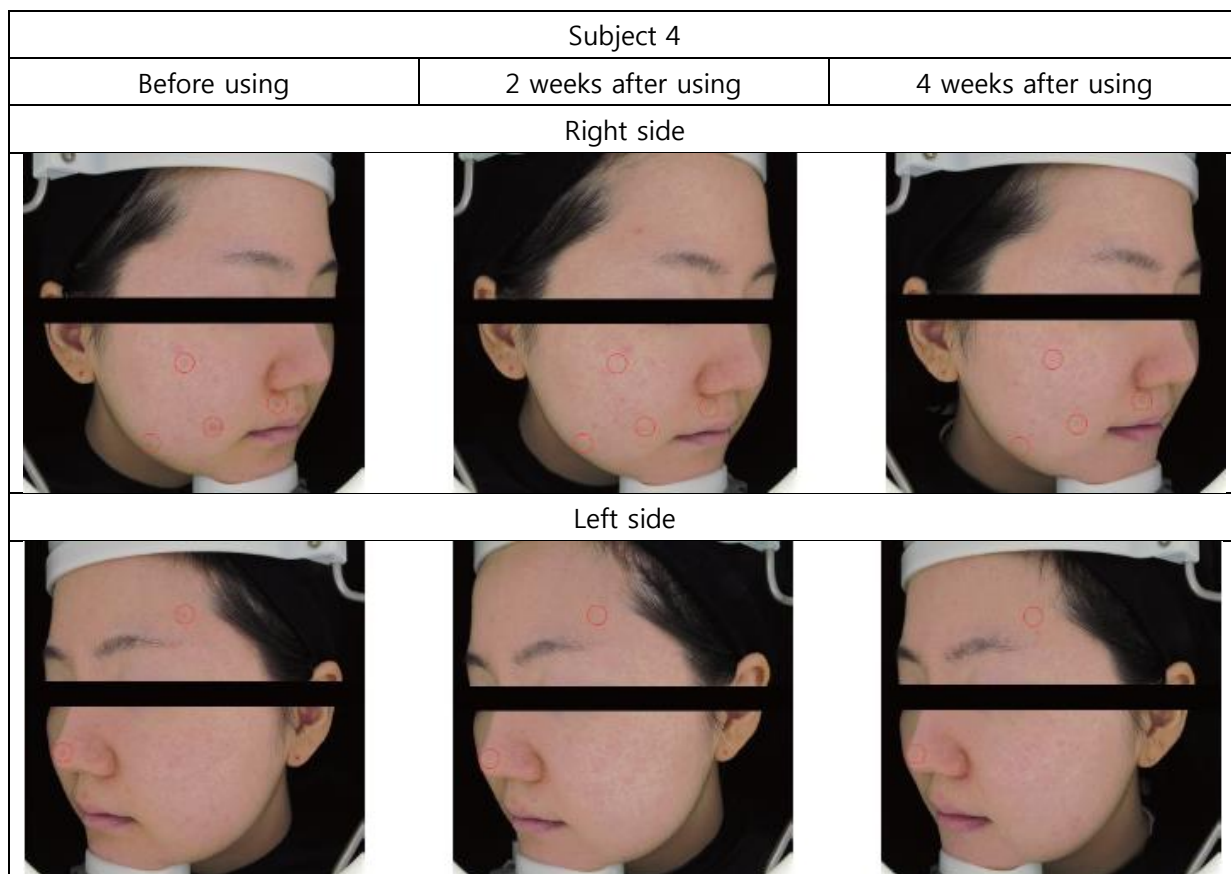 Subject 4
Before using
2 weeks after using
4 weeks after using
Right side
Left side